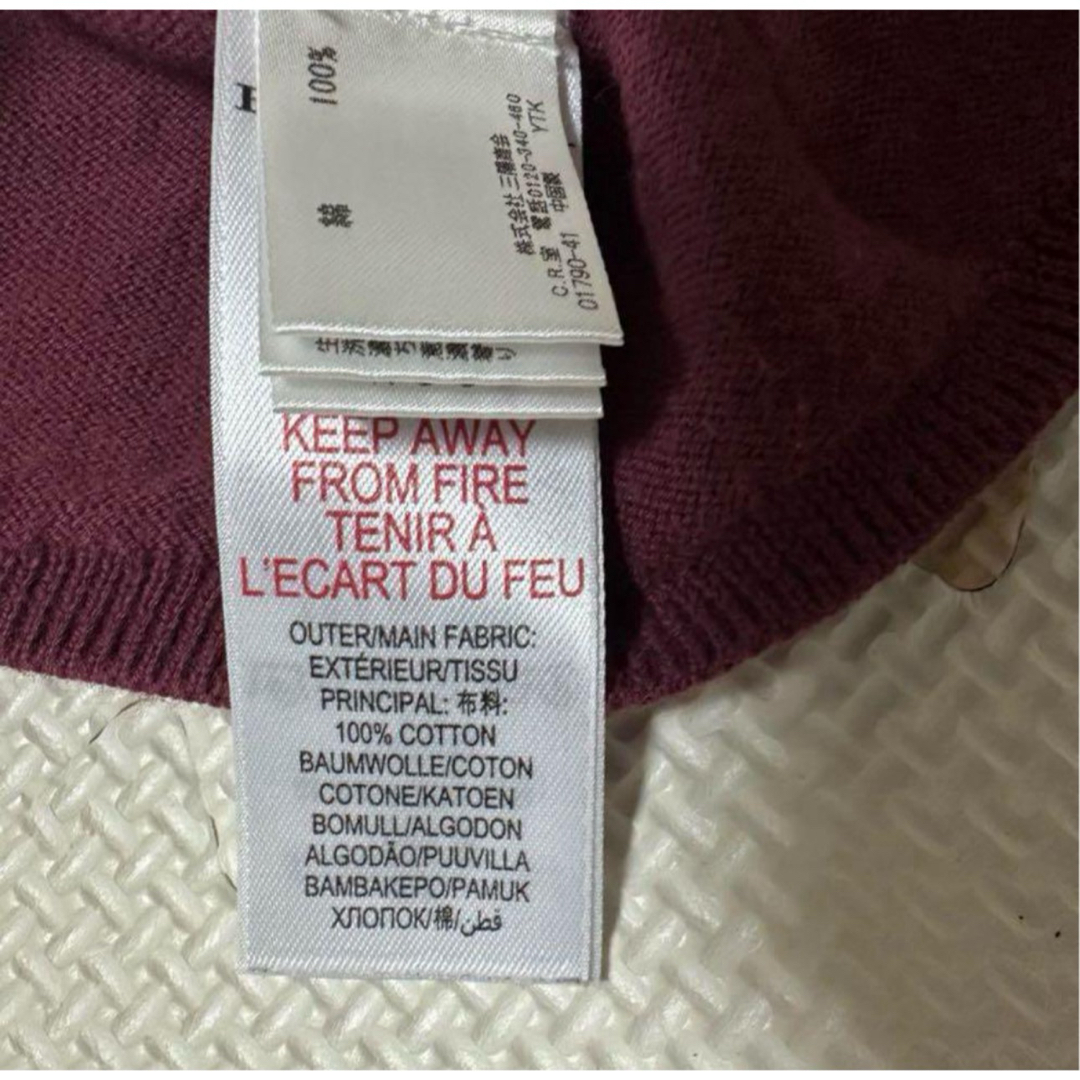 綿 100%
株式会社 三陽商会
C.R.室 電話0120-340-460
01790-41 中国製 YTK
KEEP AWAY
FROM FIRE
TENIR À
L'ECART DU FEU
OUTER/MAIN FABRIC:
EXTÉRIEUR/TISSU
PRINCIPAL: 布料:
100% COTTON
BAUMWOLLE/COTON
COTONE/KATOEN
BOMULL/ALGODON
ALGODÃO/PUUVILLA
BAMBAKEPO/PAMUK
ХЛОПОК/棉/قطن